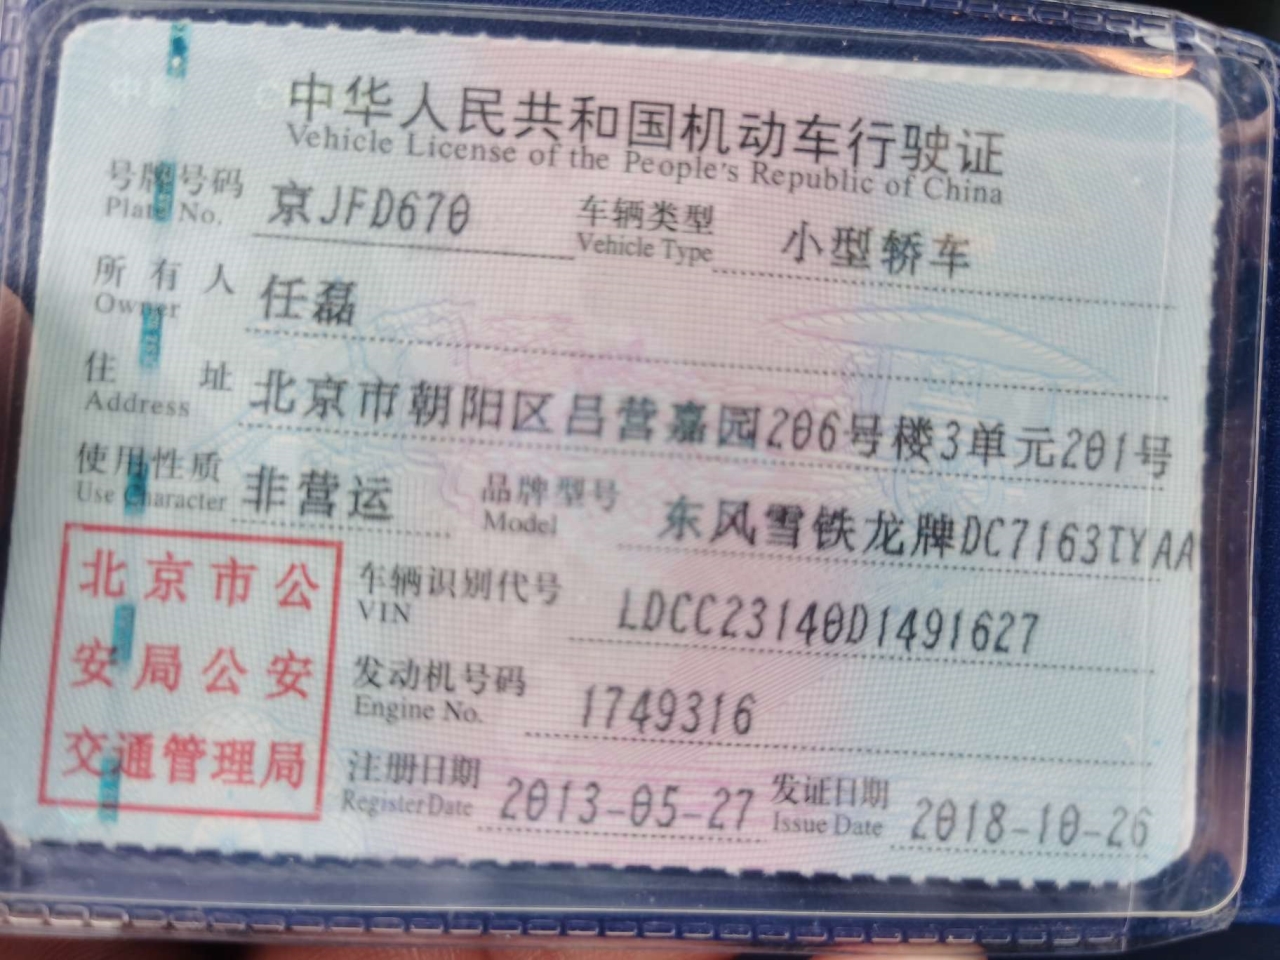 中华人民共和国机动车行驶证
Vehicle License of the People's Republic of China
号牌号码 京JFD670 车辆类型 小型轿车
Plate No. Vehicle Type
所有人 任磊
Owner
住址 北京市朝阳区吕营嘉园206号楼3单元201号
Address
使用性质 非营运 品牌型号 东风雪铁龙牌DC7163TYAA
Use Character Model
北京市公
安局公安
交通管理局
车辆识别代号 LDCC23140D1491627
VIN
发动机号码 1749316
Engine No.
注册日期 2013-05-27 发证日期 2018-10-26
Register Date Issue Date